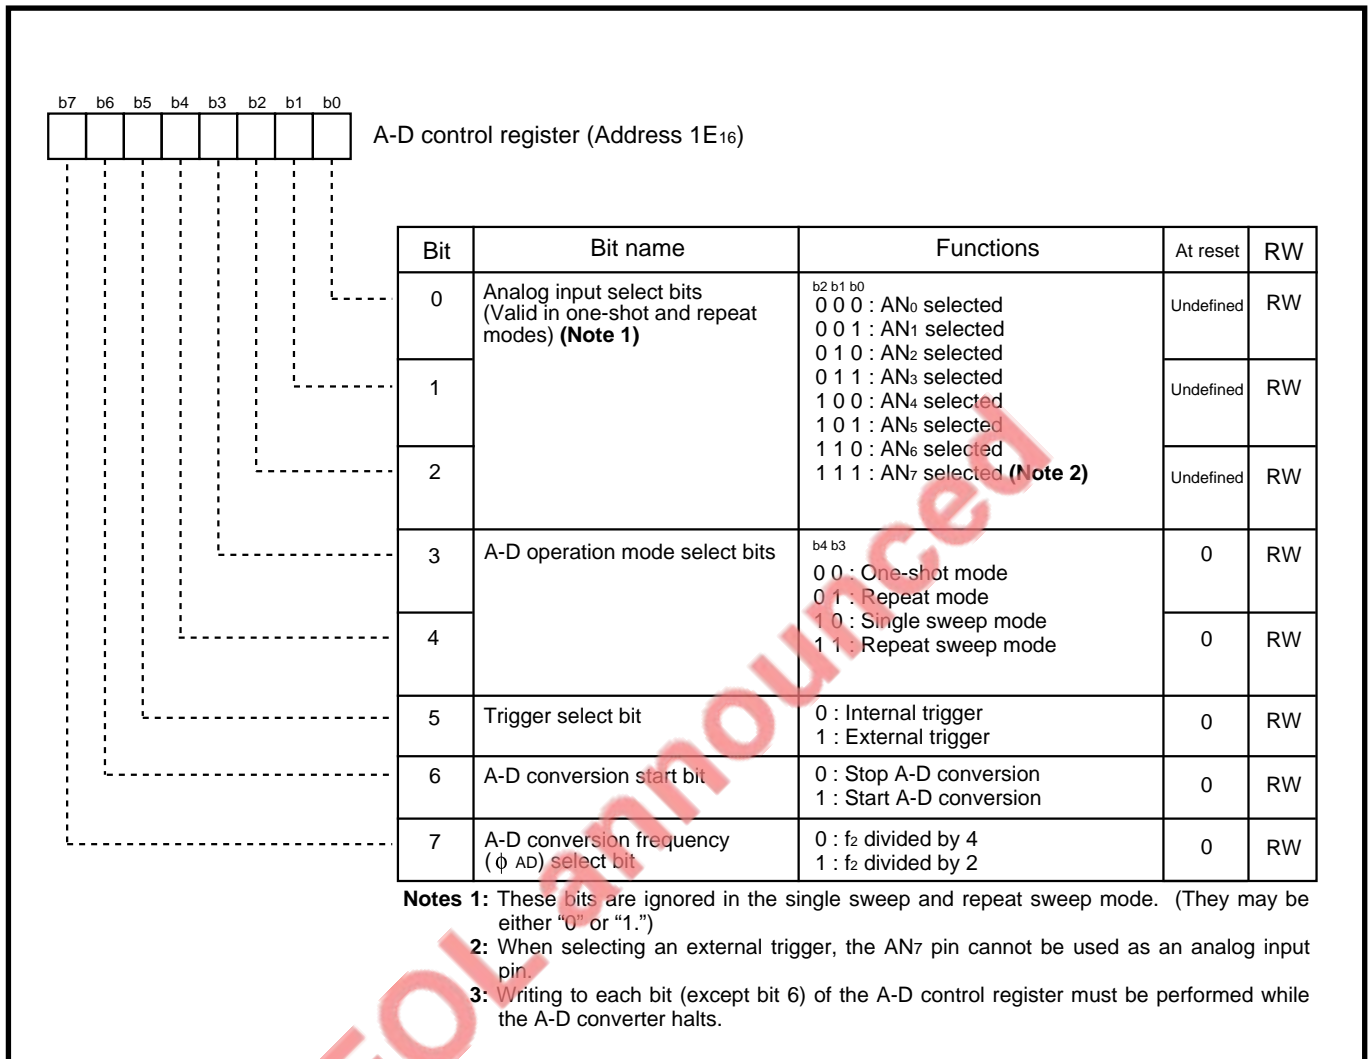 b7 b6 b5 b4 b3 b2 b1 b0
A-D control register (Address 1E16)
Bit Bit name Functions At reset RW
0 Analog input select bits (Valid in one-shot and repeat modes) (Note 1)
b2 b1 b0
0 0 0 : AN0 selected
0 0 1 : AN1 selected
0 1 0 : AN2 selected
0 1 1 : AN3 selected
1 0 0 : AN4 selected
1 0 1 : AN5 selected
1 1 0 : AN6 selected
1 1 1 : AN7 selected (Note 2)
Undefined RW
1 Undefined RW
2 Undefined RW
3 A-D operation mode select bits
b4 b3
0 0 : One-shot mode
0 1 : Repeat mode
1 0 : Single sweep mode
1 1 : Repeat sweep mode
0 RW
4 0 RW
5 Trigger select bit
0 : Internal trigger
1 : External trigger
0 RW
6 A-D conversion start bit
0 : Stop A-D conversion
1 : Start A-D conversion
0 RW
7 A-D conversion frequency
(ϕ AD) select bit
0 : f2 divided by 4
1 : f2 divided by 2
0 RW
Notes 1: These bits are ignored in the single sweep and repeat sweep mode. (They may be
either “0” or “1.”)
2: When selecting an external trigger, the AN7 pin cannot be used as an analog input
pin.
3: Writing to each bit (except bit 6) of the A-D control register must be performed while
the A-D converter halts.
EOL announced